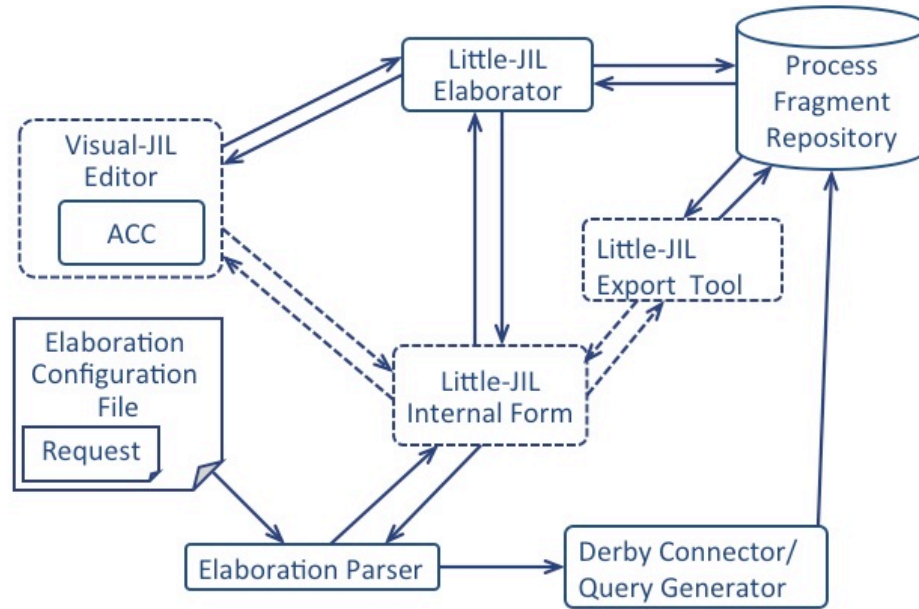 Little-JIL
Elaborator
Process
Fragment
Repository
Visual-JIL
Editor
ACC
Little-JIL
Export Tool
Elaboration
Configuration
File
Request
Little-JIL
Internal Form
Elaboration Parser
Derby Connector/
Query Generator